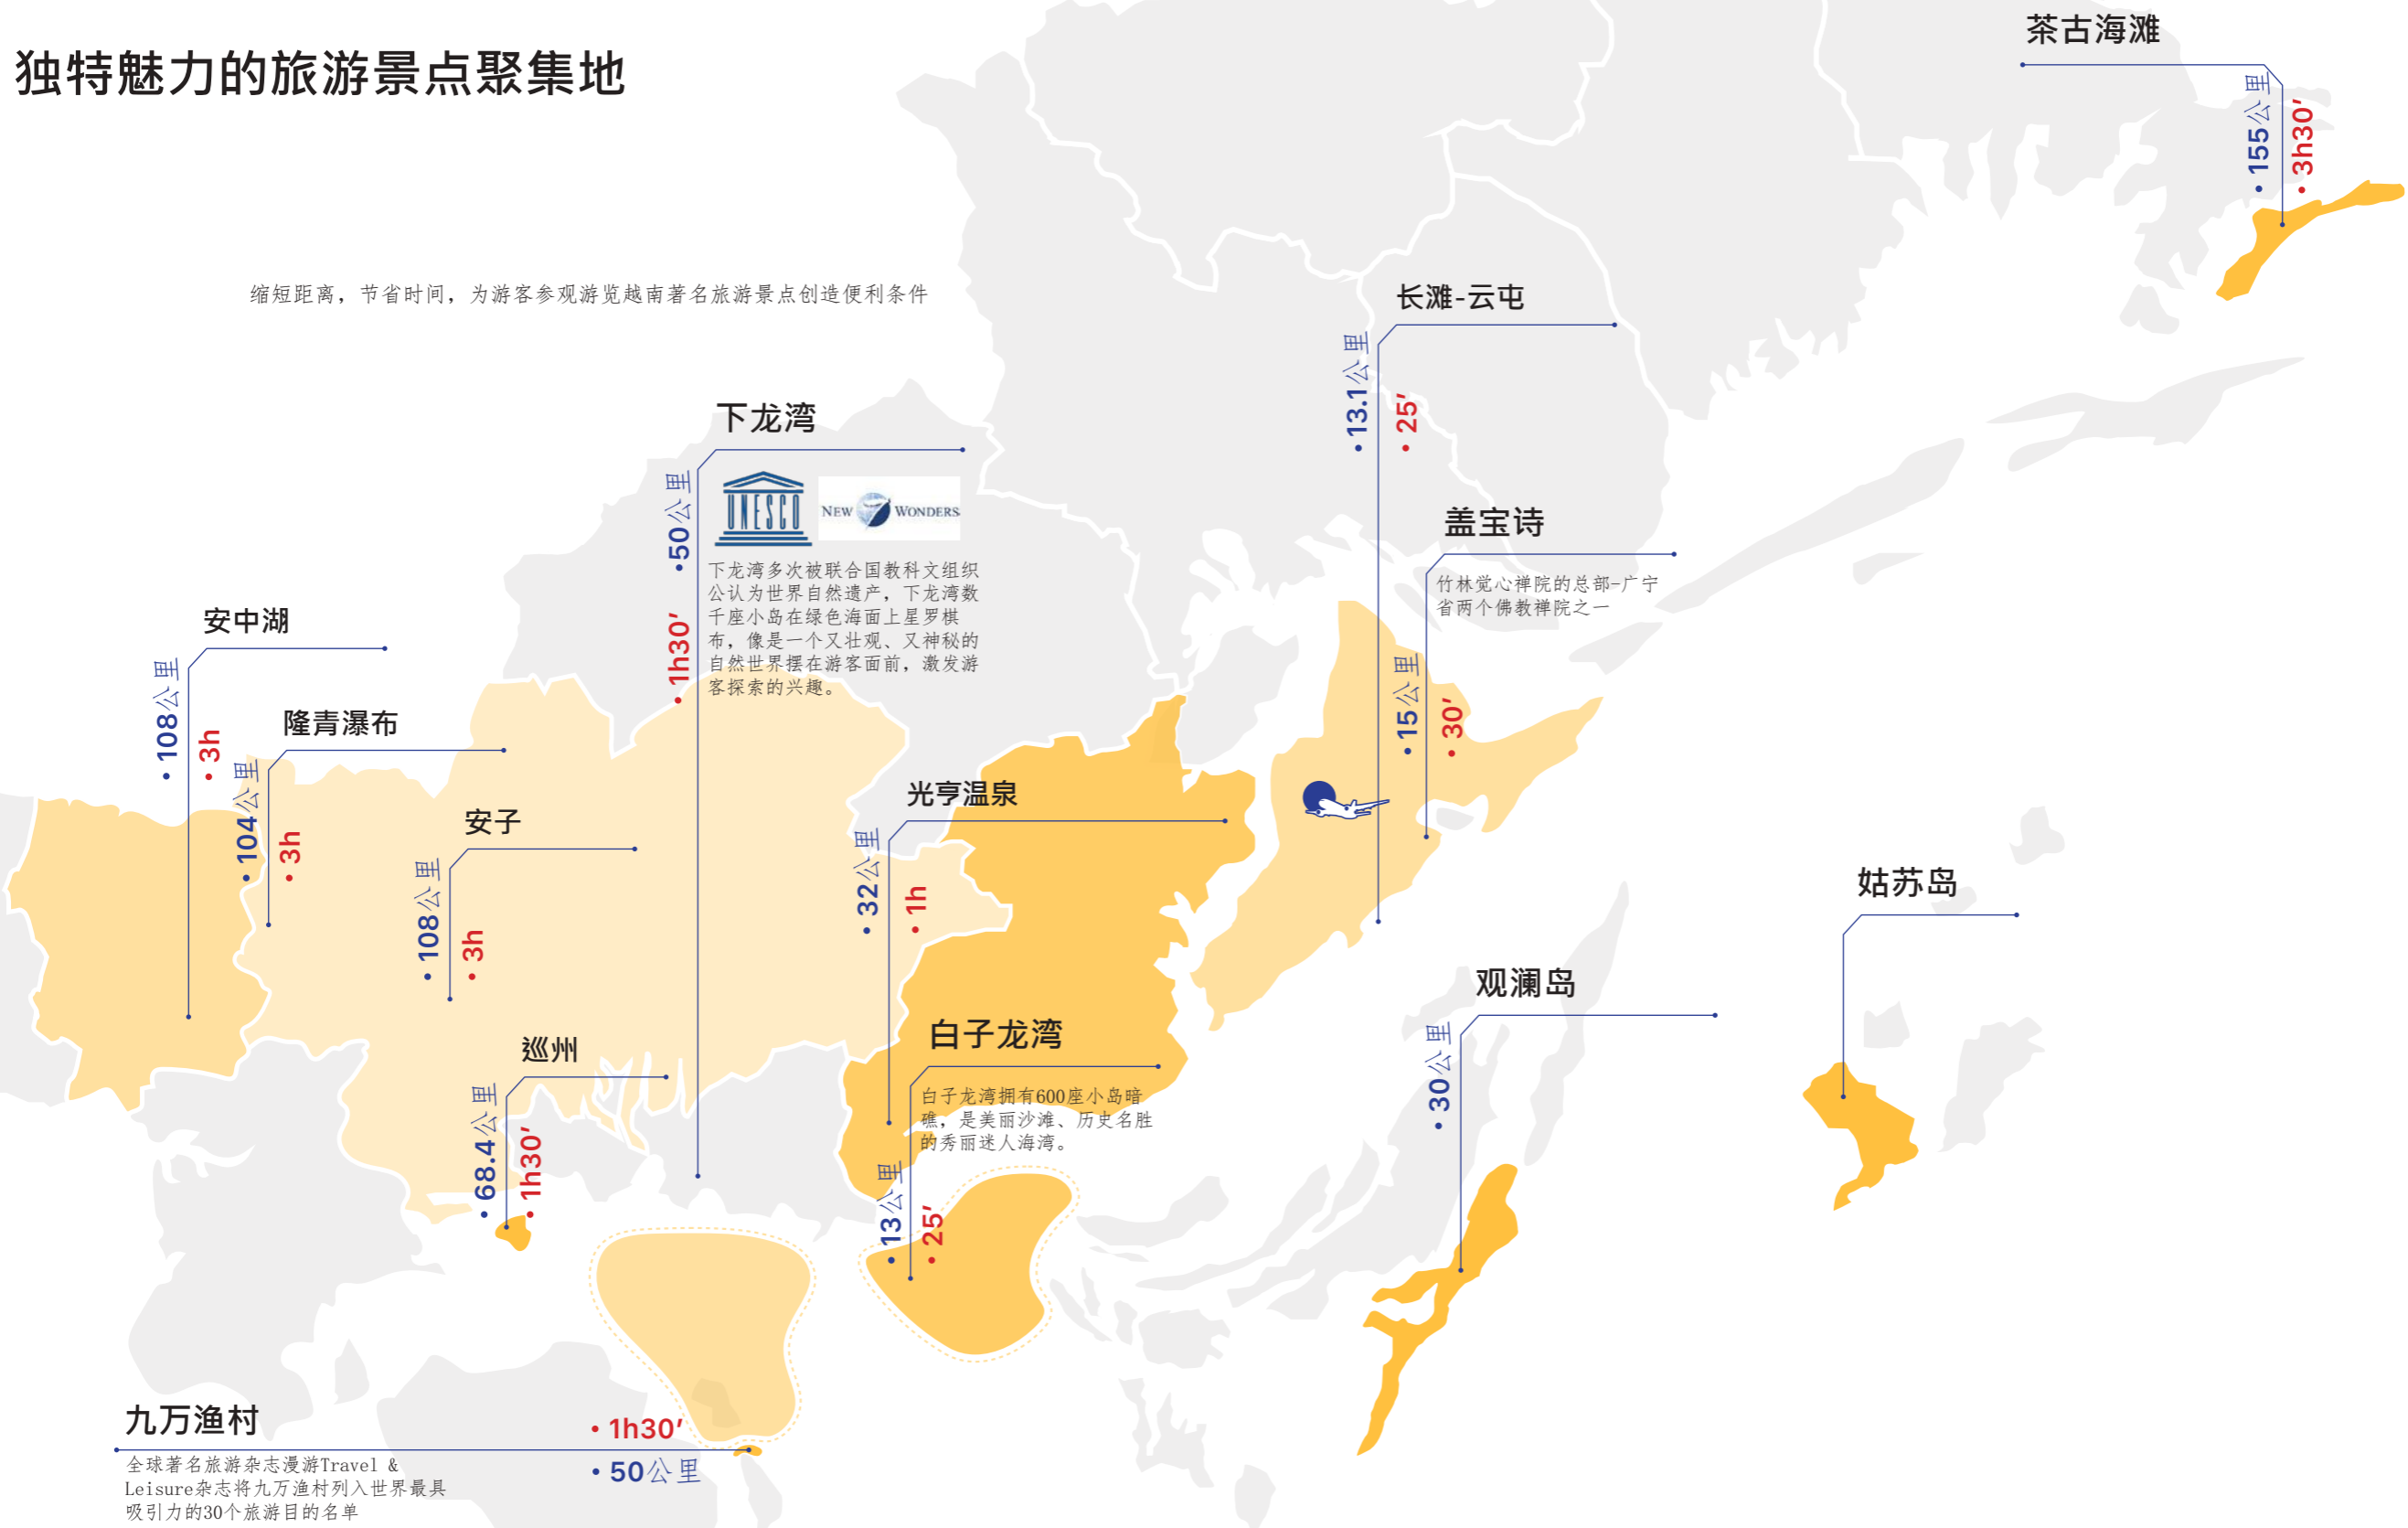 独特魅力的旅游景点聚集地
缩短距离，节省时间，为游客参观游览越南著名旅游景点创造便利条件
茶古海滩
• 155公里
• 3h30’
长滩-云屯
• 13.1公里
• 25’
下龙湾
• 50公里
• 1h30’
UNESCO
NEW WONDERS
下龙湾多次被联合国教科文组织
公认为世界自然遗产，下龙湾数
千座小岛在绿色海面上星罗棋
布，像是一个又壮观、又神秘的
自然世界摆在游客面前，激发游
客探索的兴趣。
盖宝诗
竹林觉心禅院的总部-广宁
省两个佛教禅院之一
• 15公里
• 30’
安中湖
• 108公里
• 3h
隆青瀑布
• 104公里
• 3h
安子
• 108公里
• 3h
光亨温泉
• 32公里
• 1h
姑苏岛
观澜岛
• 30公里
白子龙湾
白子龙湾拥有600座小岛暗
礁，是美丽沙滩、历史名胜
的秀丽迷人海湾。
• 13公里
• 25’
巡州
• 68.4公里
• 1h30’
九万渔村
• 1h30’
• 50公里
全球著名旅游杂志漫游Travel &
Leisure杂志将九万渔村列入世界最具
吸引力的30个旅游目的名单